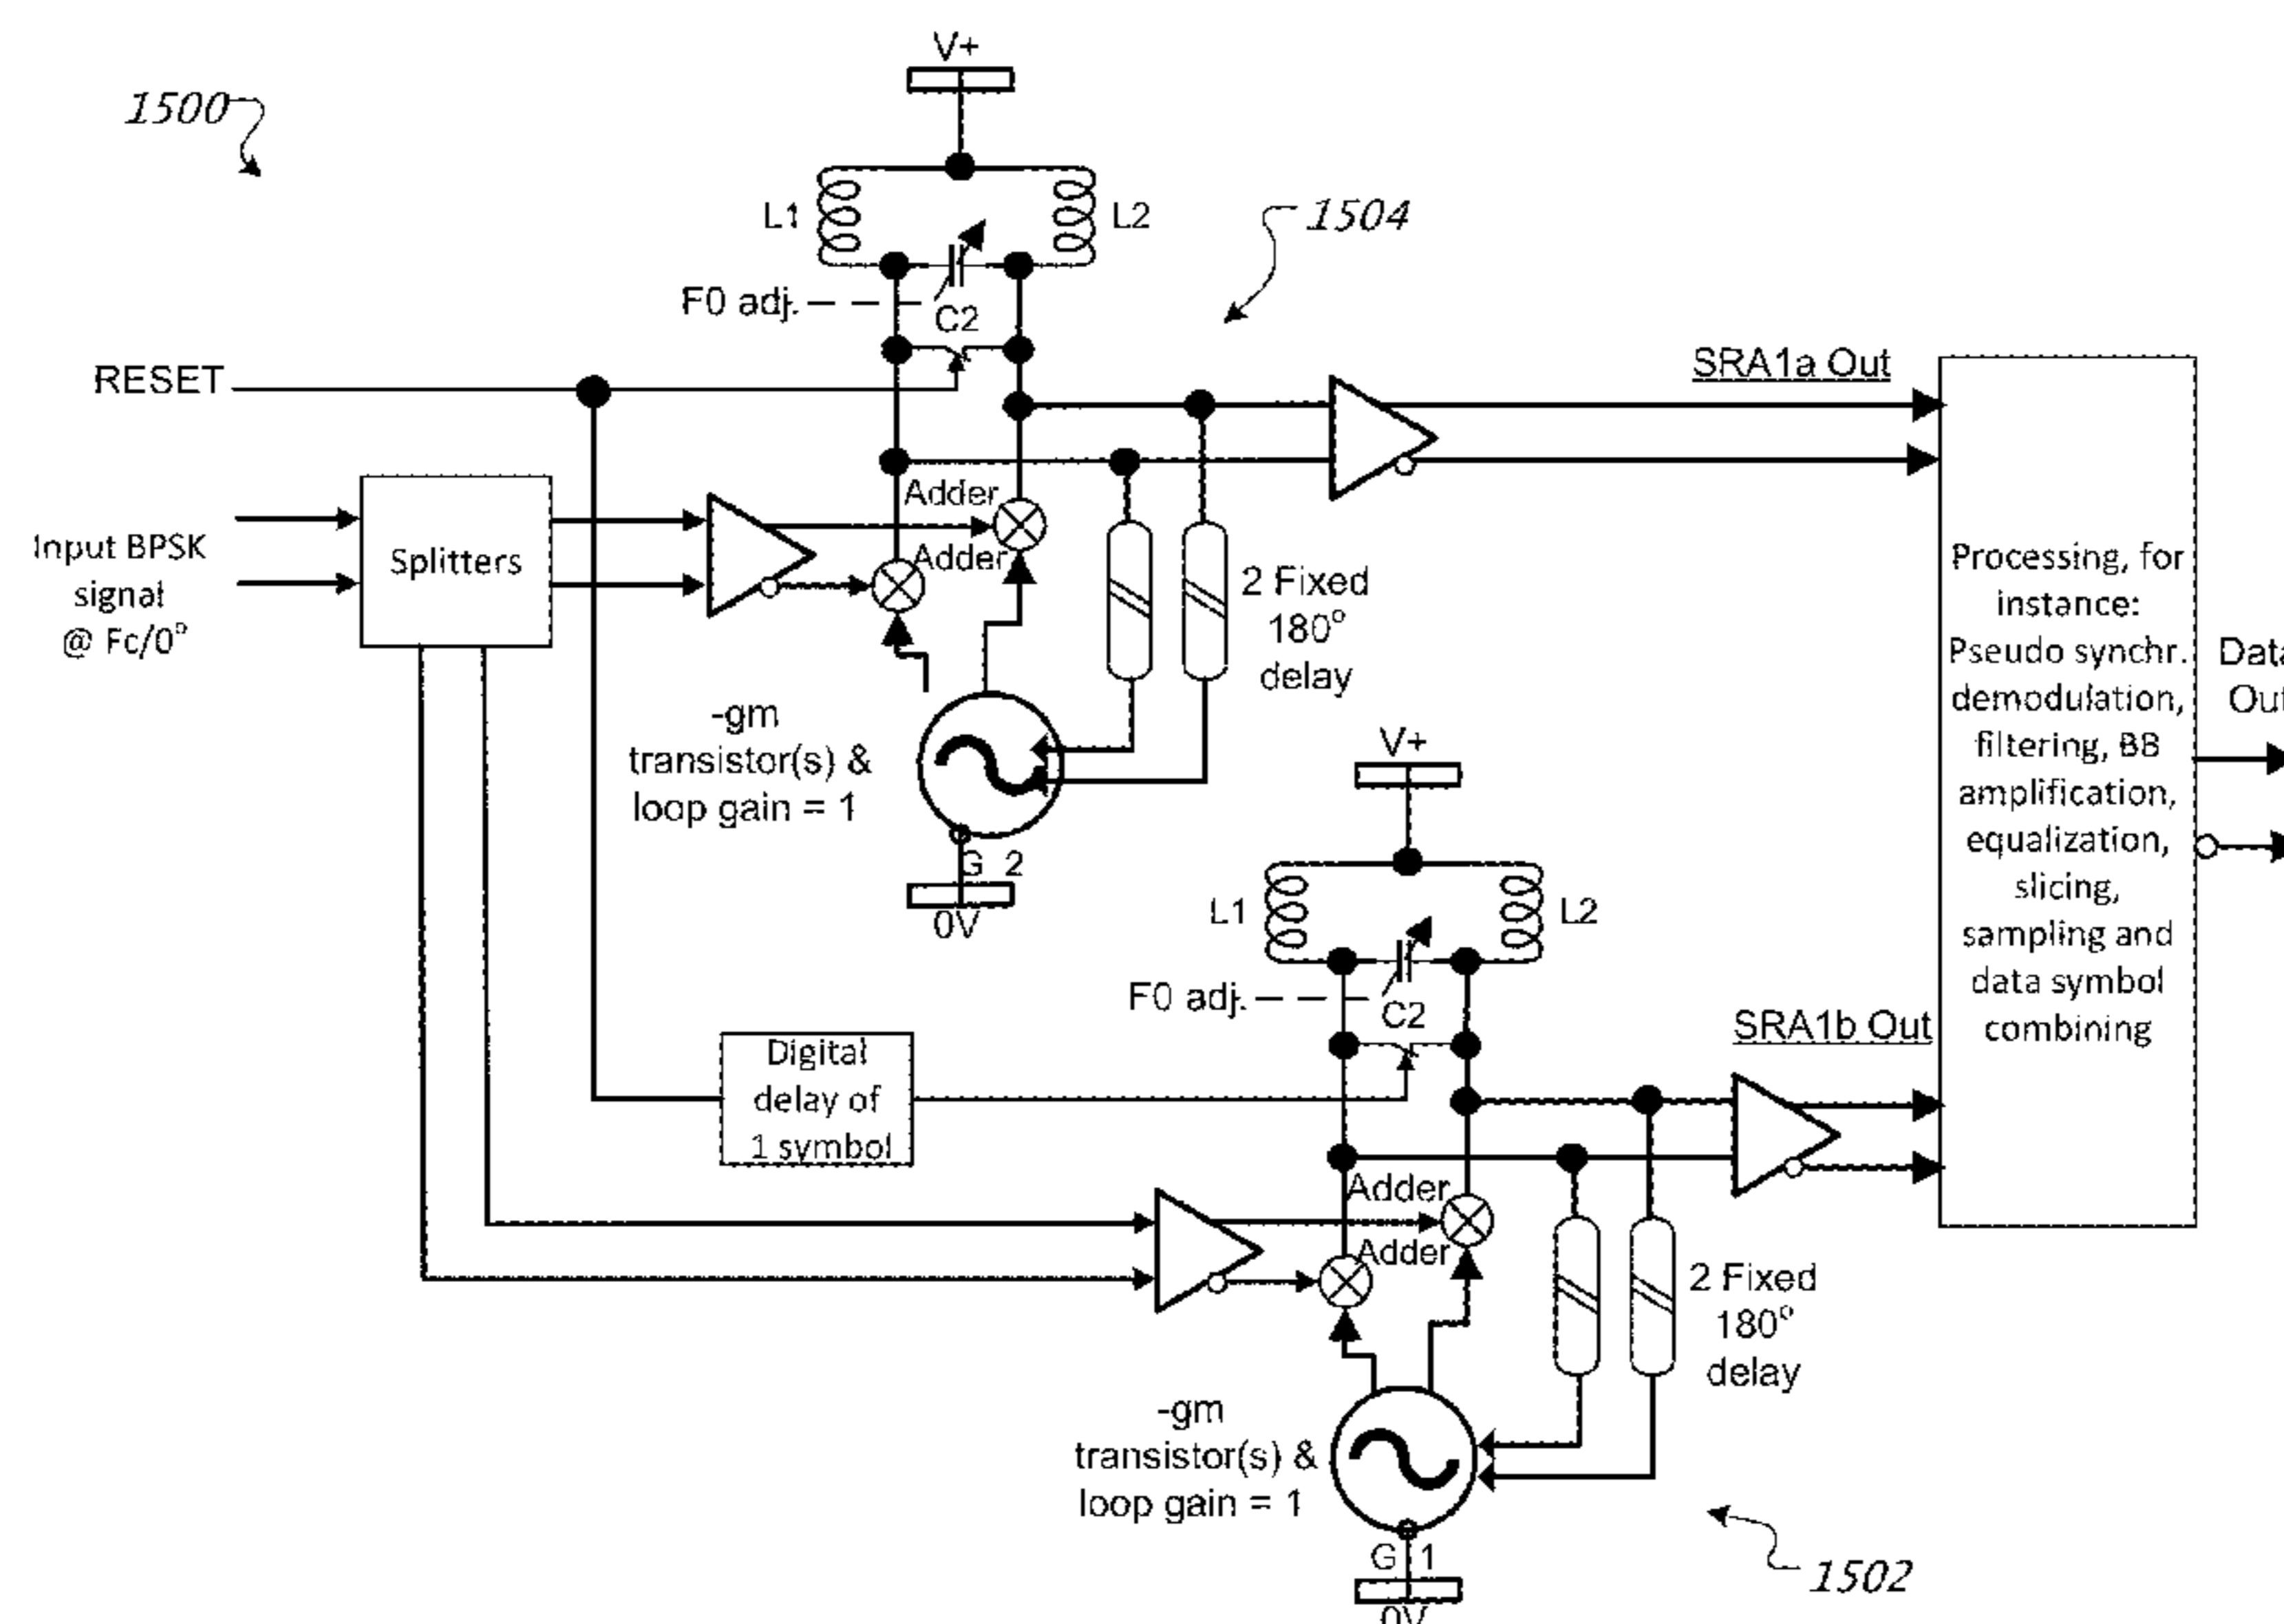 V+
1500
L1
L2
1504
F0 adj.
C2
RESET
SRA1a Out
Adder
Adder
Input BPSK
signal
@ Fc/0°
Splitters
2 Fixed
180°
delay
-gm
transistor(s) &
loop gain = 1
G 2
0V
Processing, for
instance:
Pseudo synchr.
demodulation,
filtering, BB
amplification,
equalization,
slicing,
sampling and
data symbol
combining
Data
Out
V+
L1
L2
F0 adj.
C2
SRA1b Out
Digital
delay of
1 symbol
Adder
Adder
2 Fixed
180°
delay
-gm
transistor(s) &
loop gain = 1
G 1
0V
1502